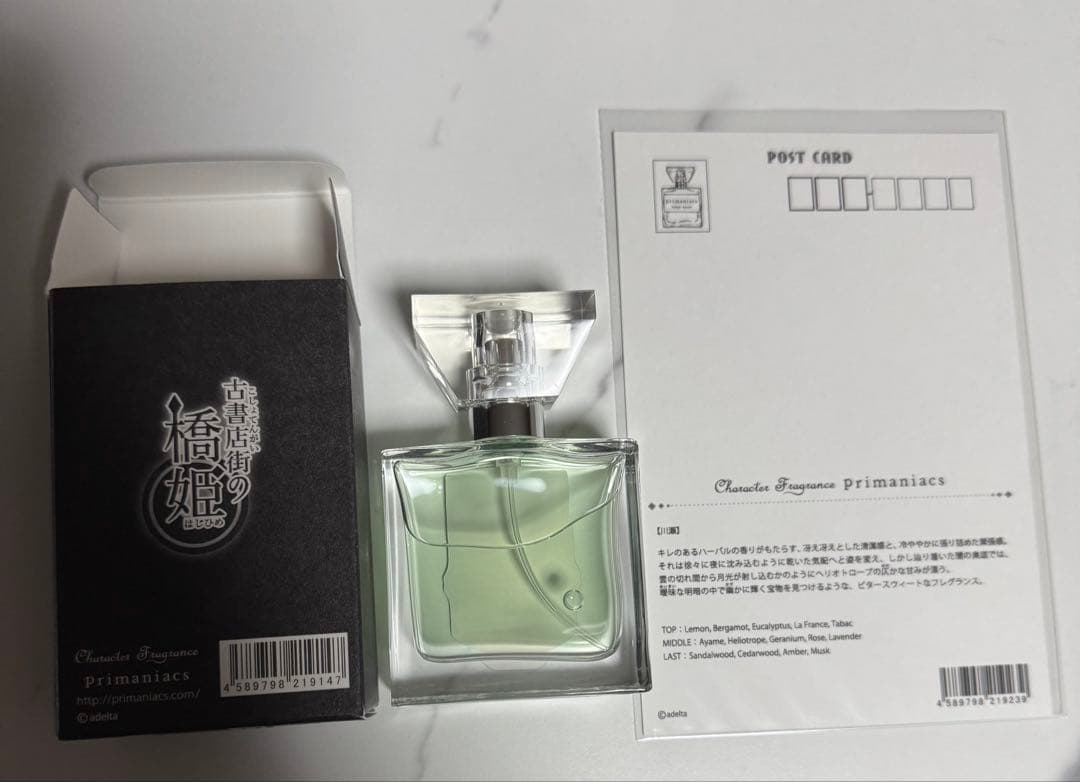 古書店街の
こしょてんがい
橋姫
はしひめ
Character Fragrance
primaniacs
http://primaniacs.com/
©adelta
4 589798 219147
POST CARD
primaniacs
Character Fragrance primaniacs
【川瀬】
キレのあるハーバルの香りがもたらす、冴え冴えとした清潔感と、冷ややかに張り詰めた緊張感。
それは徐々に夜に沈み込むように乾いた気配へと姿を変え、しかし辿り着いた闇の奥底では、
雲の切れ間から月光が射し込むかのようにヘリオトロープの仄かな甘みが漂う。
曖昧な明暗の中で幽かに輝く宝物を見つけるような、ビタースウィートなフレグランス。
TOP : Lemon, Bergamot, Eucalyptus, La France, Tabac
MIDDLE : Ayame, Heliotrope, Geranium, Rose, Lavender
LAST : Sandalwood, Cedarwood, Amber, Musk
©adelta
4 589798 219239